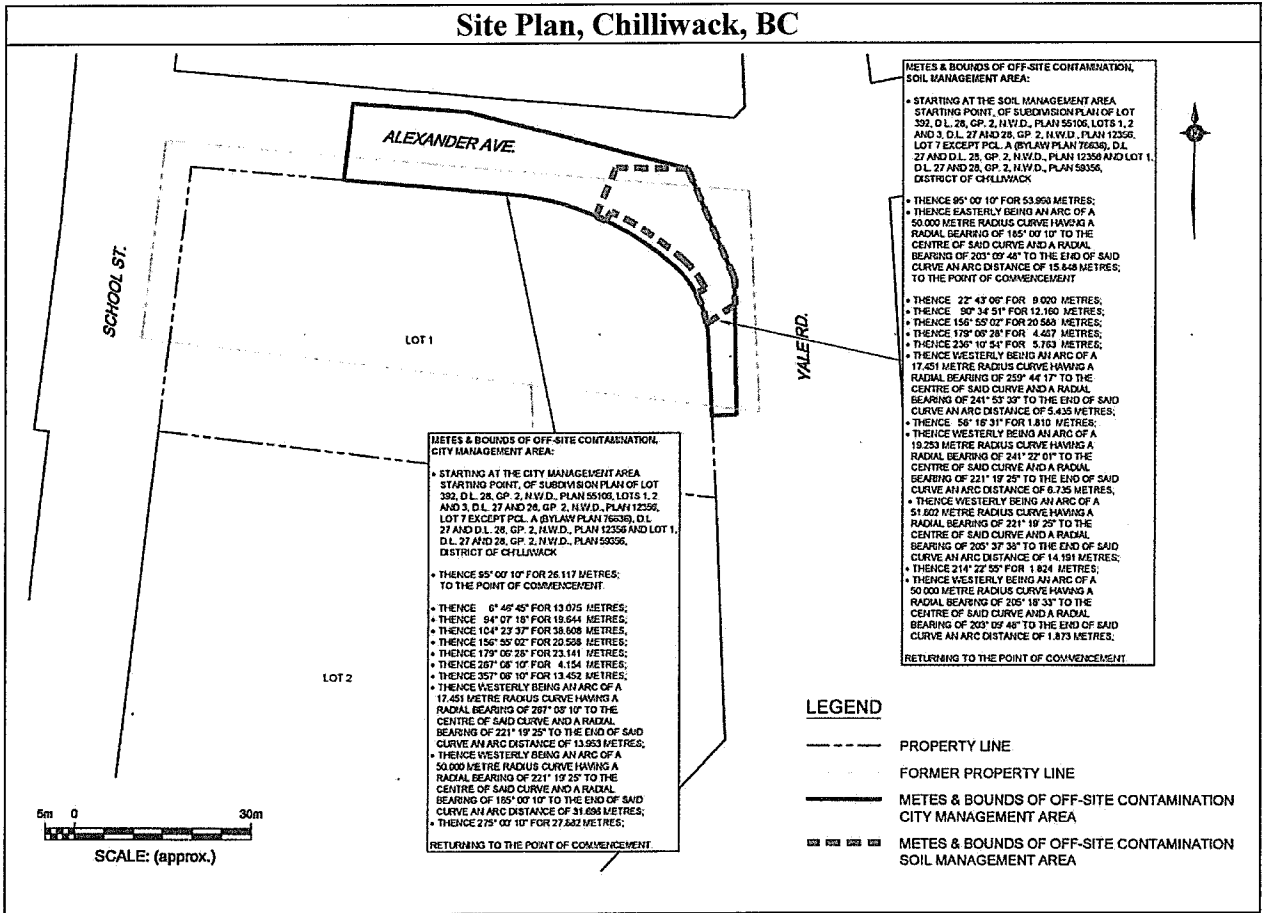 Site Plan, Chilliwack, BC
METES & BOUNDS OF OFF-SITE CONTAMINATION,
SOIL MANAGEMENT AREA:
• STARTING AT THE SOIL MANAGEMENT AREA
STARTING POINT, OF SUBDIVISION PLAN OF LOT
392, D.L. 28, GP. 2, N.W.D., PLAN 55106, LOTS 1, 2
AND 3, D.L. 27 AND 28, GP. 2, N.W.D., PLAN 12356,
LOT 7 EXCEPT PCL. A (BYLAW PLAN 76636), D.L.
27 AND D.L. 28, GP. 2, N.W.D., PLAN 12356 AND LOT 1,
D.L. 27 AND 28, GP. 2, N.W.D., PLAN 59356,
DISTRICT OF CHILLIWACK
• THENCE 95° 00' 10" FOR METRES;
• THENCE EASTERLY BEING AN ARC OF A
50.000 METRE RADIUS CURVE HAVING A
RADIAL BEARING OF 185° 00' 10" TO THE
CENTRE OF SAID CURVE AND A RADIAL
BEARING OF 203° 09' 48" TO THE END OF SAID
CURVE AN ARC DISTANCE OF 15.848 METRES;
TO THE POINT OF COMMENCEMENT
• THENCE 22° 43' 06" FOR 9.020 METRES;
• THENCE 90° 34' 51" FOR 12.160 METRES;
• THENCE 156° 55' 02" FOR 20.588 METRES;
• THENCE 179° 06' 28" FOR 4.467 METRES;
• THENCE 236° 10' 54" FOR 5.763 METRES;
• THENCE WESTERLY BEING AN ARC OF A
17.451 METRE RADIUS CURVE HAVING A
RADIAL BEARING OF 259° 44' 17" TO THE
CENTRE OF SAID CURVE AND A RADIAL
BEARING OF 241° 53' 39" TO THE END OF SAID
CURVE AN ARC DISTANCE OF 5.435 METRES;
• THENCE 58° 16' 31" FOR 1.810 METRES;
• THENCE WESTERLY BEING AN ARC OF A
19.253 METRE RADIUS CURVE HAVING A
RADIAL BEARING OF 241° 22' 01" TO THE
CENTRE OF SAID CURVE AND A RADIAL
BEARING OF 221° 19' 25" TO THE END OF SAID
CURVE AN ARC DISTANCE OF 6.735 METRES,
• THENCE WESTERLY BEING AN ARC OF A
51.802 METRE RADIUS CURVE HAVING A
RADIAL BEARING OF 221° 19' 25" TO THE
CENTRE OF SAID CURVE AND A RADIAL
BEARING OF 205° 37' 38" TO THE END OF SAID
CURVE AN ARC DISTANCE OF 14.191 METRES;
• THENCE 214° 22' 55" FOR 1.824 METRES;
• THENCE WESTERLY BEING AN ARC OF A
50.000 METRE RADIUS CURVE HAVING A
RADIAL BEARING OF 205° 18' 33" TO THE
CENTRE OF SAID CURVE AND A RADIAL
BEARING OF 203° 09' 48" TO THE END OF SAID
CURVE AN ARC DISTANCE OF 1.873 METRES;
RETURNING TO THE POINT OF COMMENCEMENT
ALEXANDER AVE.
SCHOOL ST.
YALE RD.
LOT 1
LOT 2
METES & BOUNDS OF OFF-SITE CONTAMINATION,
CITY MANAGEMENT AREA:
• STARTING AT THE CITY MANAGEMENT AREA
STARTING POINT, OF SUBDIVISION PLAN OF LOT
392, D.L. 28, GP. 2, N.W.D., PLAN 55106, LOTS 1, 2
AND 3, D.L. 27 AND 28, GP. 2, N.W.D., PLAN 12356,
LOT 7 EXCEPT PCL. A (BYLAW PLAN 76636), D.L.
27 AND D.L. 28, GP. 2, N.W.D., PLAN 12356 AND LOT 1,
D.L. 27 AND 28, GP. 2, N.W.D., PLAN 59356,
DISTRICT OF CHILLIWACK
• THENCE 95° 00' 10" FOR 26.117 METRES;
TO THE POINT OF COMMENCEMENT
• THENCE 6° 46' 45" FOR 13.075 METRES;
• THENCE 94° 07' 18" FOR 19.644 METRES;
• THENCE 104° 23' 37" FOR 38.608 METRES,
• THENCE 156° 55' 02" FOR 20.588 METRES;
• THENCE 179° 06' 28" FOR 23.141 METRES;
• THENCE 267° 08' 10" FOR 4.154 METRES;
• THENCE 357° 08' 10" FOR 13.452 METRES;
• THENCE WESTERLY BEING AN ARC OF A
17.451 METRE RADIUS CURVE HAVING A
RADIAL BEARING OF 267° 08' 10" TO THE
CENTRE OF SAID CURVE AND A RADIAL
BEARING OF 221° 19' 25" TO THE END OF SAID
CURVE AN ARC DISTANCE OF 13.953 METRES;
• THENCE WESTERLY BEING AN ARC OF A
50.000 METRE RADIUS CURVE HAVING A
RADIAL BEARING OF 221° 19' 25" TO THE
CENTRE OF SAID CURVE AND A RADIAL
BEARING OF 185° 00' 10" TO THE END OF SAID
CURVE AN ARC DISTANCE OF 31.696 METRES;
• THENCE 275° 00' 10" FOR 27.882 METRES;
RETURNING TO THE POINT OF COMMENCEMENT
LEGEND
PROPERTY LINE
FORMER PROPERTY LINE
METES & BOUNDS OF OFF-SITE CONTAMINATION
CITY MANAGEMENT AREA
METES & BOUNDS OF OFF-SITE CONTAMINATION
SOIL MANAGEMENT AREA
5m 0 30m
SCALE: (approx.)